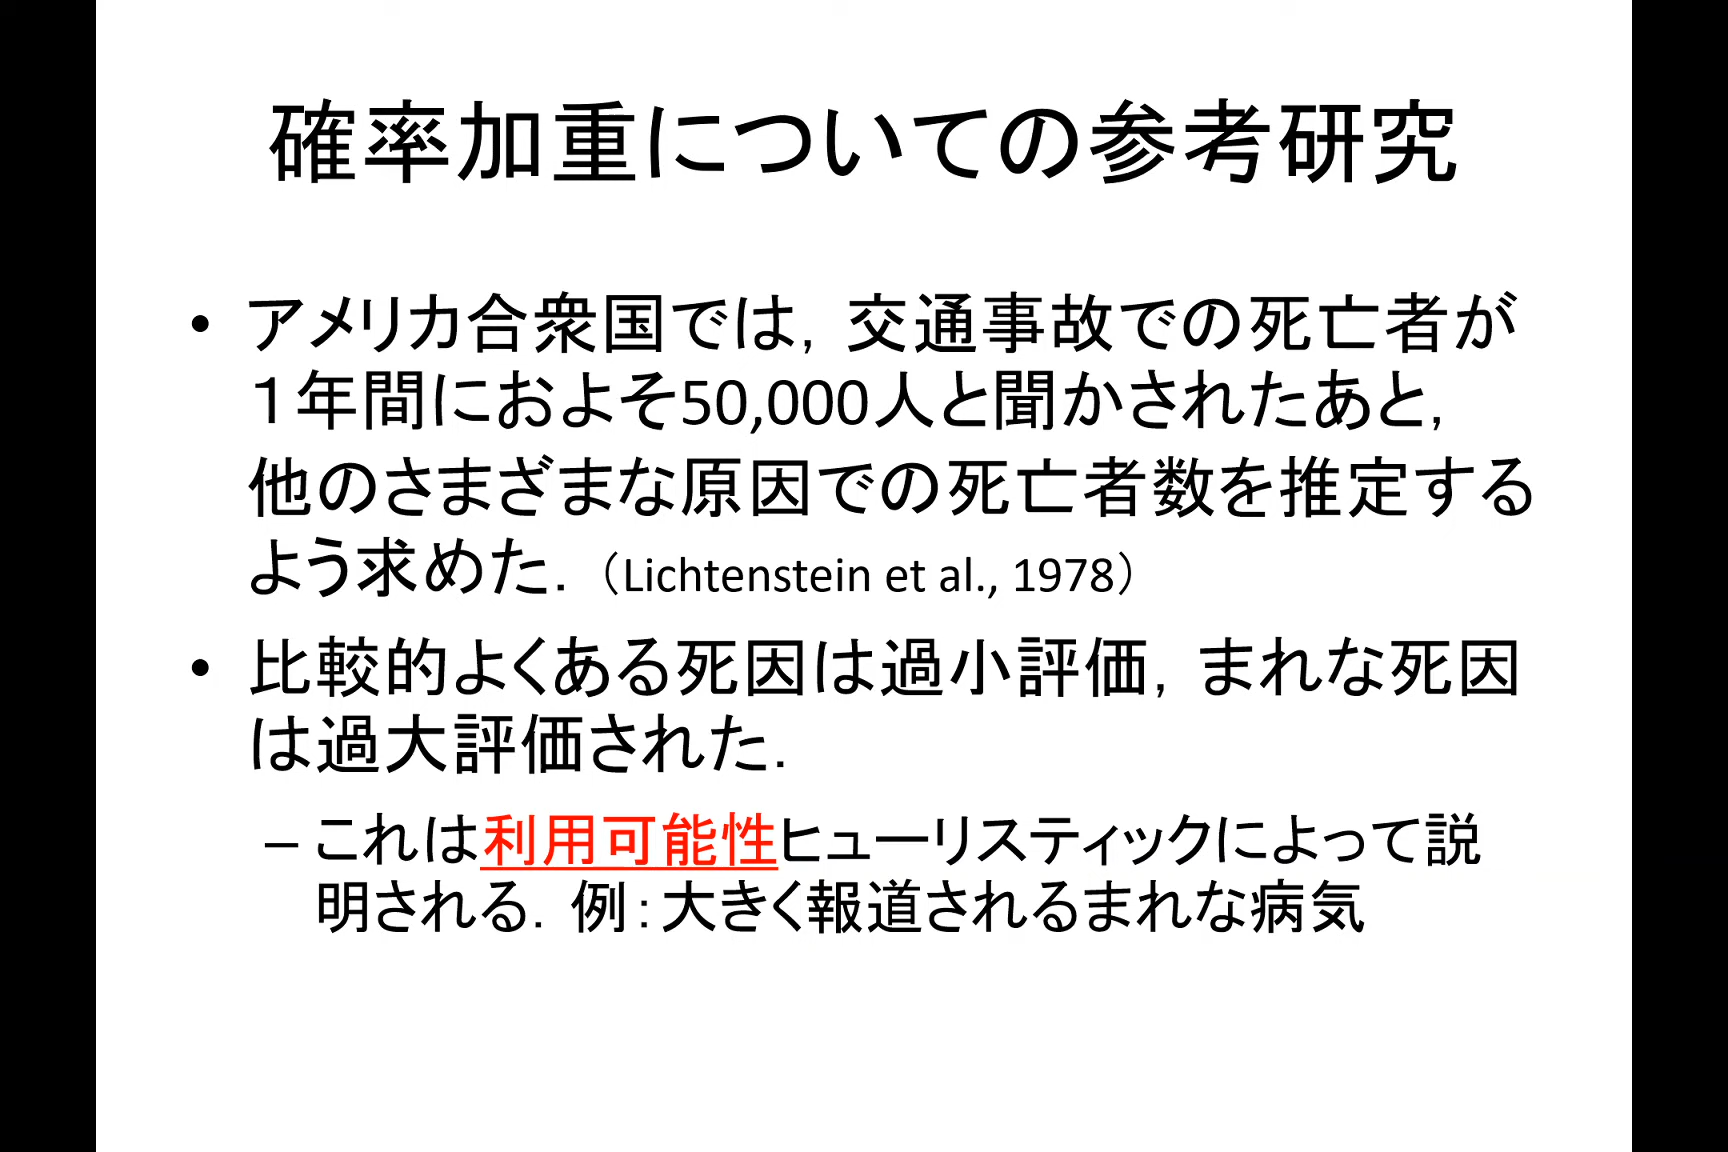 確率加重についての参考研究
• アメリカ合衆国では，交通事故での死亡者が
１年間におよそ50,000人と聞かされたあと，
他のさまざまな原因での死亡者数を推定する
よう求めた．（Lichtenstein et al., 1978）
• 比較的よくある死因は過小評価，まれな死因
は過大評価された．
– これは利用可能性ヒューリスティックによって説
明される．例：大きく報道されるまれな病気